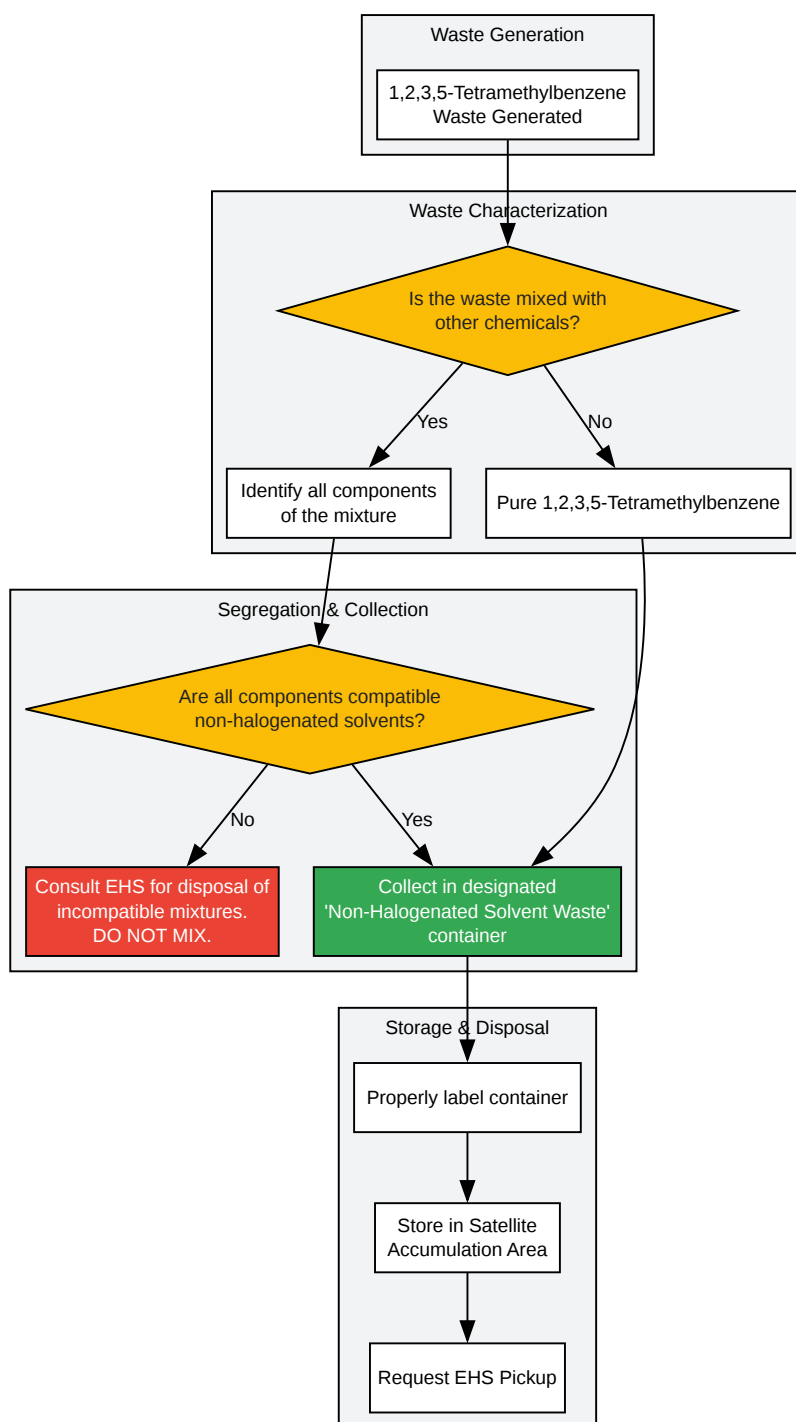 Waste Generation
1,2,3,5-Tetramethylbenzene
Waste Generated
Waste Characterization
Is the waste mixed with
other chemicals?
Yes
No
Identify all components
of the mixture
Pure 1,2,3,5-Tetramethylbenzene
Segregation & Collection
Are all components compatible
non-halogenated solvents?
No
Yes
Consult EHS for disposal of
incompatible mixtures.
DO NOT MIX.
Collect in designated
'Non-Halogenated Solvent Waste'
container
Storage & Disposal
Properly label container
Store in Satellite
Accumulation Area
Request EHS Pickup